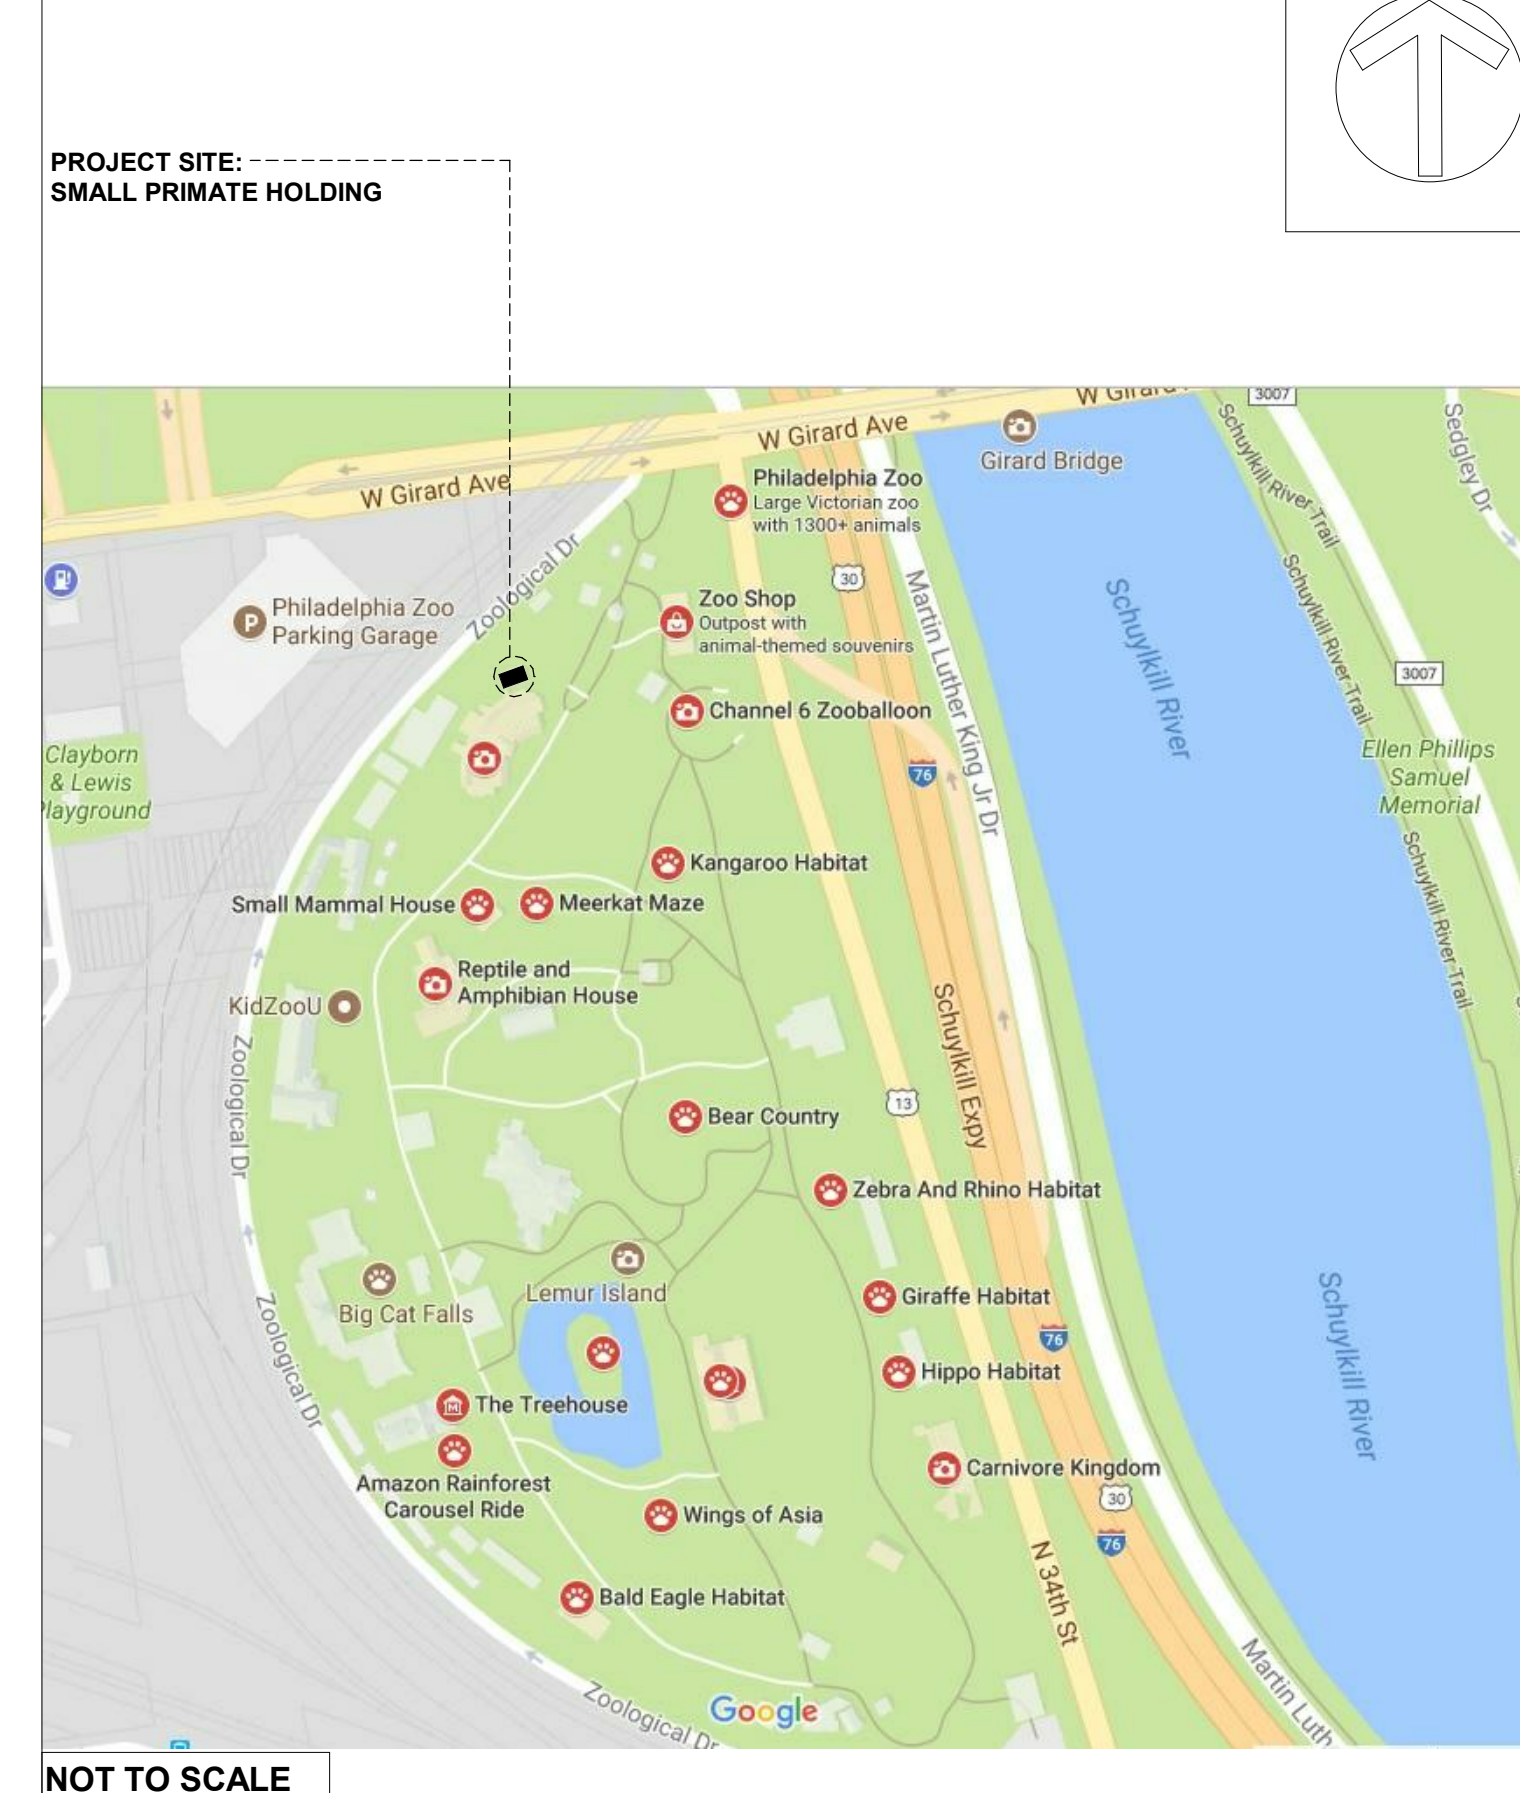 PROJECT SITE:
SMALL PRIMATE HOLDING
W Girard Ave
3007
W Girard Ave
Girard Bridge
W Girard Ave
Sedgley Dr
Schuylkill River Trail
Philadelphia Zoo
Large Victorian zoo
with 1300+ animals
Zoological Dr
30
Philadelphia Zoo
Parking Garage
P
Zoo Shop
Outpost with
animal-themed souvenirs
Martin Luther King Jr Dr
Schuylkill River
Schuylkill River Trail
3007
Channel 6 Zooballoon
76
Clayborn
& Lewis
Playground
Ellen Phillips
Samuel
Memorial
Kangaroo Habitat
Small Mammal House
Meerkat Maze
Schuylkill River Trail
Reptile and
Amphibian House
KidZooU
Schuylkill Expy
Zoological Dr
13
Bear Country
Zebra And Rhino Habitat
Lemur Island
Big Cat Falls
Giraffe Habitat
Schuylkill River
Zoological Dr
76
Hippo Habitat
The Treehouse
M
Amazon Rainforest
Carousel Ride
Carnivore Kingdom
30
Wings of Asia
76
N 34th St
Bald Eagle Habitat
Martin Luth
Zoological Dr
Google
NOT TO SCALE